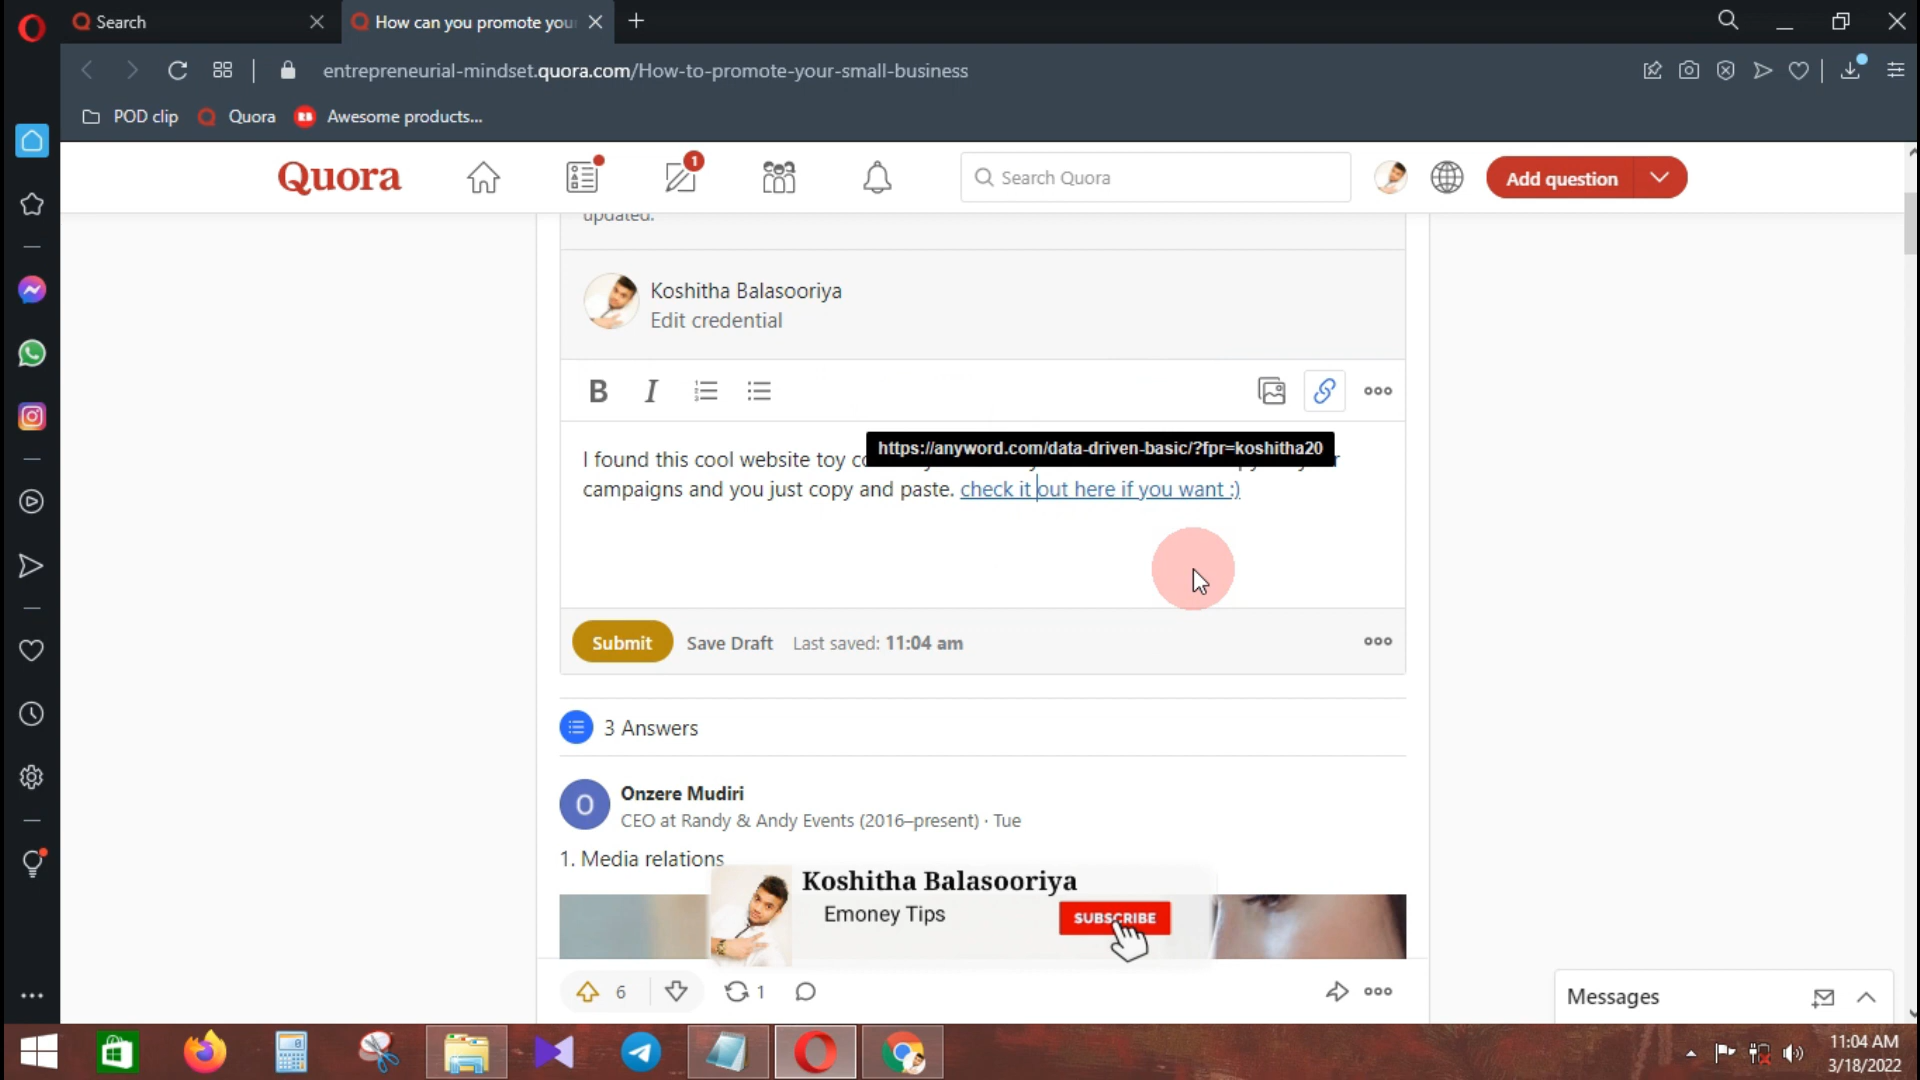 Search
How can you promote you
entrepreneurial-mindset.quora.com/How-to-promote-your-small-business
POD clip
Quora
RB
Awesome products...
Quora
1
Search Quora
Add question
updated.
Koshitha Balasooriya
Edit credential
B I
https://anyword.com/data-driven-basic/?fpr=koshitha20
I found this cool website toy
campaigns and you just copy and paste. check it out here if you want :)
Submit
Save Draft
Last saved: 11:04 am
3 Answers
O
Onzere Mudiri
CEO at Randy & Andy Events (2016–present) · Tue
1. Media relations
Koshitha Balasooriya
Emoney Tips
SUBSCRIBE
6
1
Messages
11:04 AM
3/18/2022